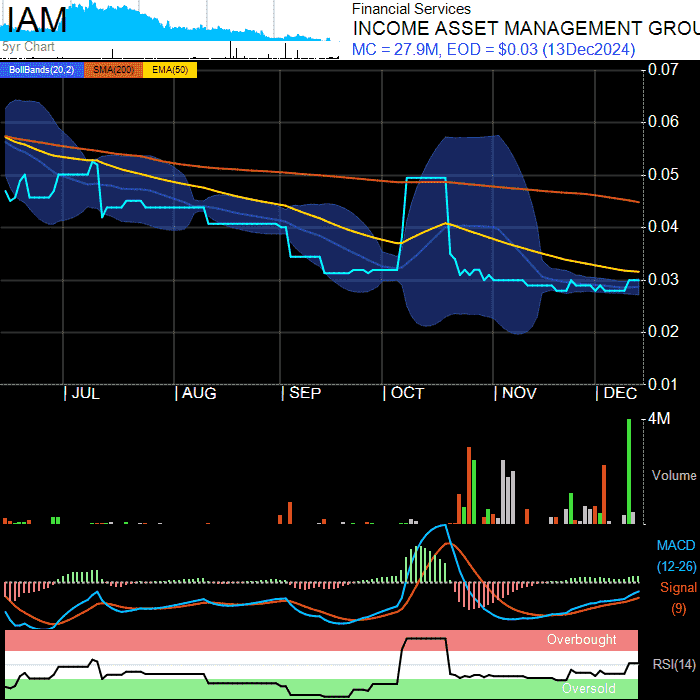 IAM
5yr Chart
Financial Services
INCOME ASSET MANAGEMENT GROU
MC = 27.9M, EOD = $0.03 (13Dec2024)
BollBands(20,2) SMA(200) EMA(50)
0.07
0.06
0.05
0.04
0.03
0.02
0.01
JUL AUG SEP OCT NOV DEC
4M
Volume
MACD
(12-26)
Signal
(9)
Overbought
RSI(14)
Oversold